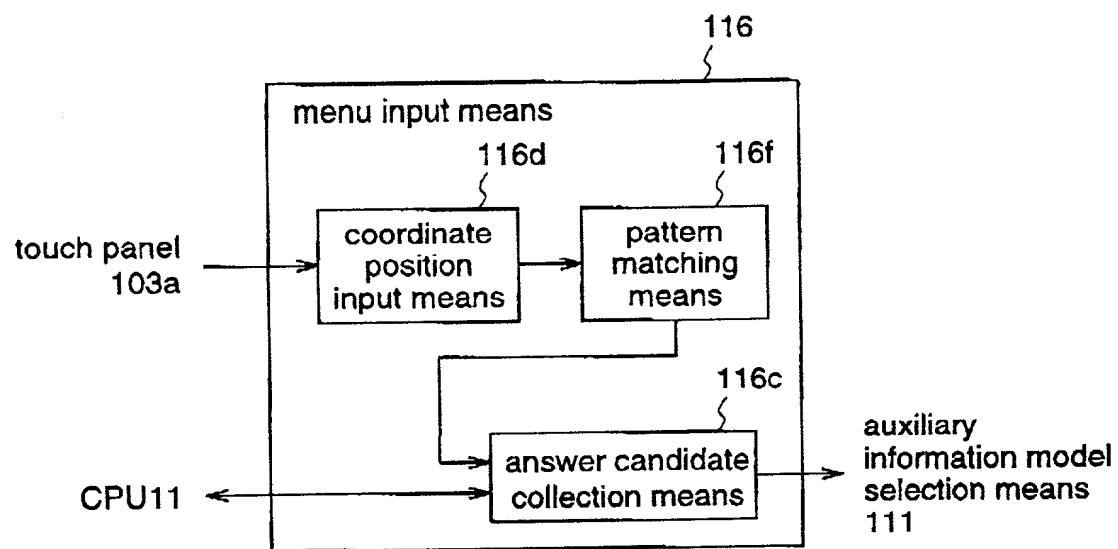 116
menu input means
116d
116f
touch panel
103a
coordinate
position
input means
pattern
matching
means
116c
CPU11
answer candidate
collection means
auxiliary
information model
selection means
111